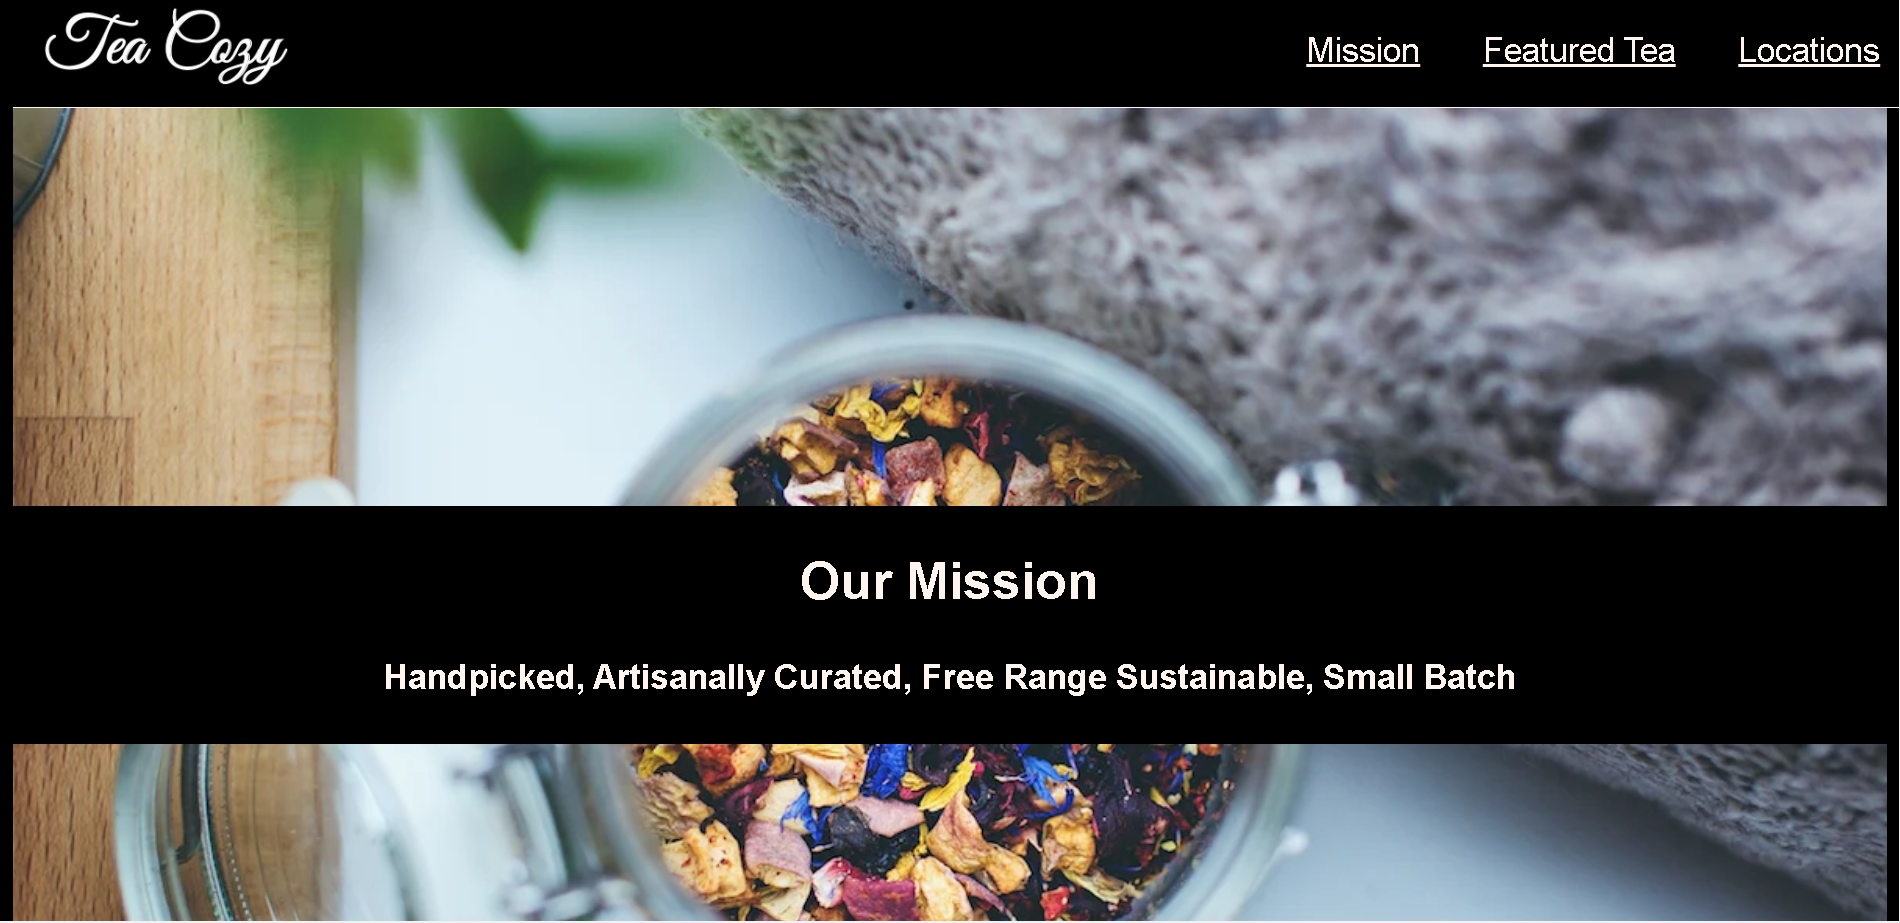 Tea Cozy
Mission
Featured Tea
Locations
Our Mission
Handpicked, Artisanally Curated, Free Range Sustainable, Small Batch